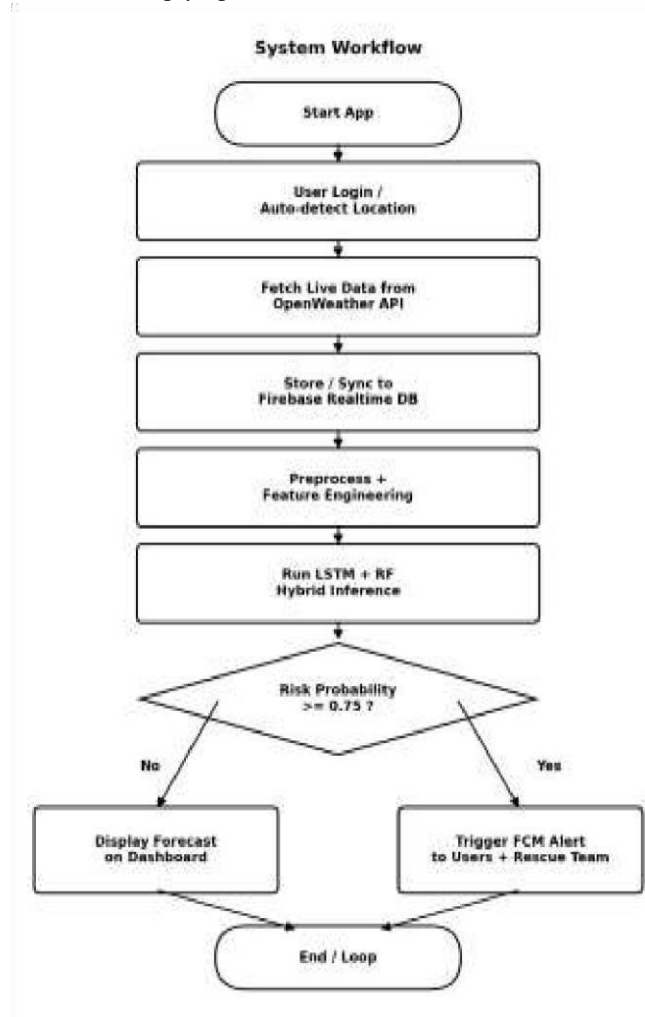 System Workflow
Start App
User Login /
Auto-detect Location
Fetch Live Data from
OpenWeather API
Store / Sync to
Firebase Realtime DB
Preprocess +
Feature Engineering
Run LSTM + RF
Hybrid Inference
Risk Probability
>= 0.75 ?
No
Yes
Display Forecast
on Dashboard
Trigger FCM Alert
to Users + Rescue Team
End / Loop